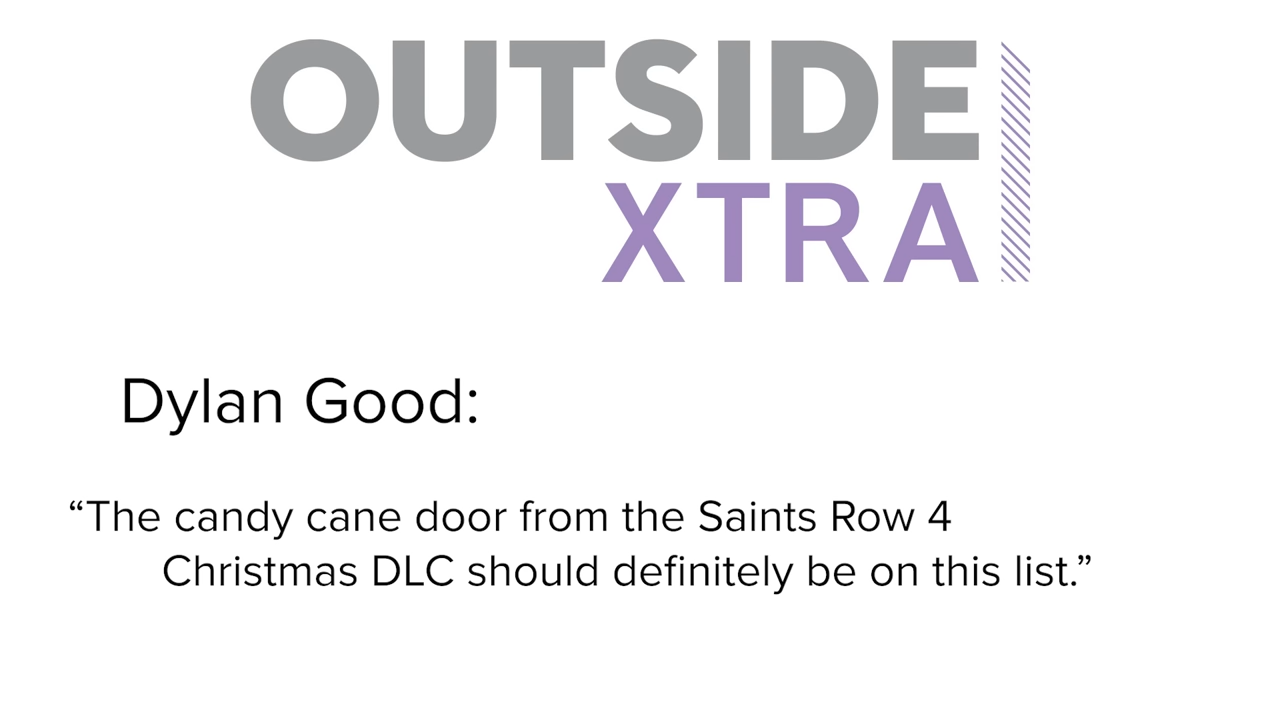 OUTSIDE
XTRA
Dylan Good:
“The candy cane door from the Saints Row 4
Christmas DLC should definitely be on this list.”